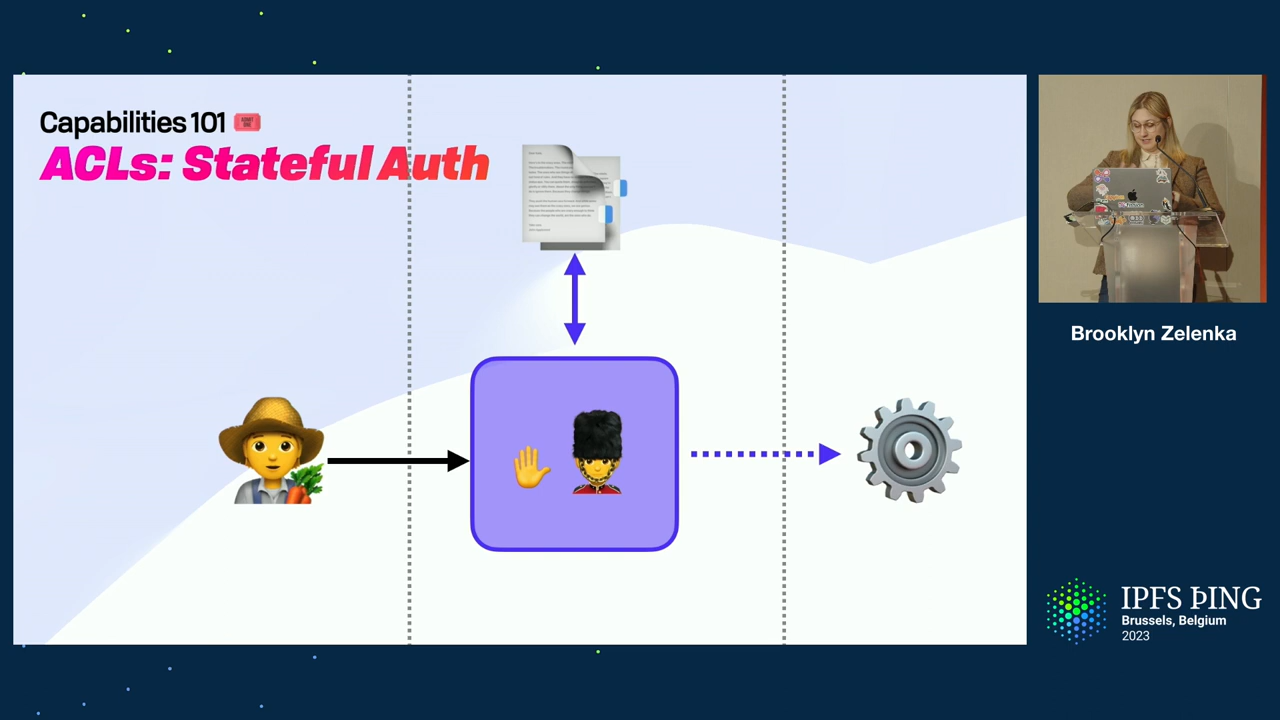 Capabilities 101
ACLs: Stateful Auth
Brooklyn Zelenka
IPFS ÞING
Brussels, Belgium
2023